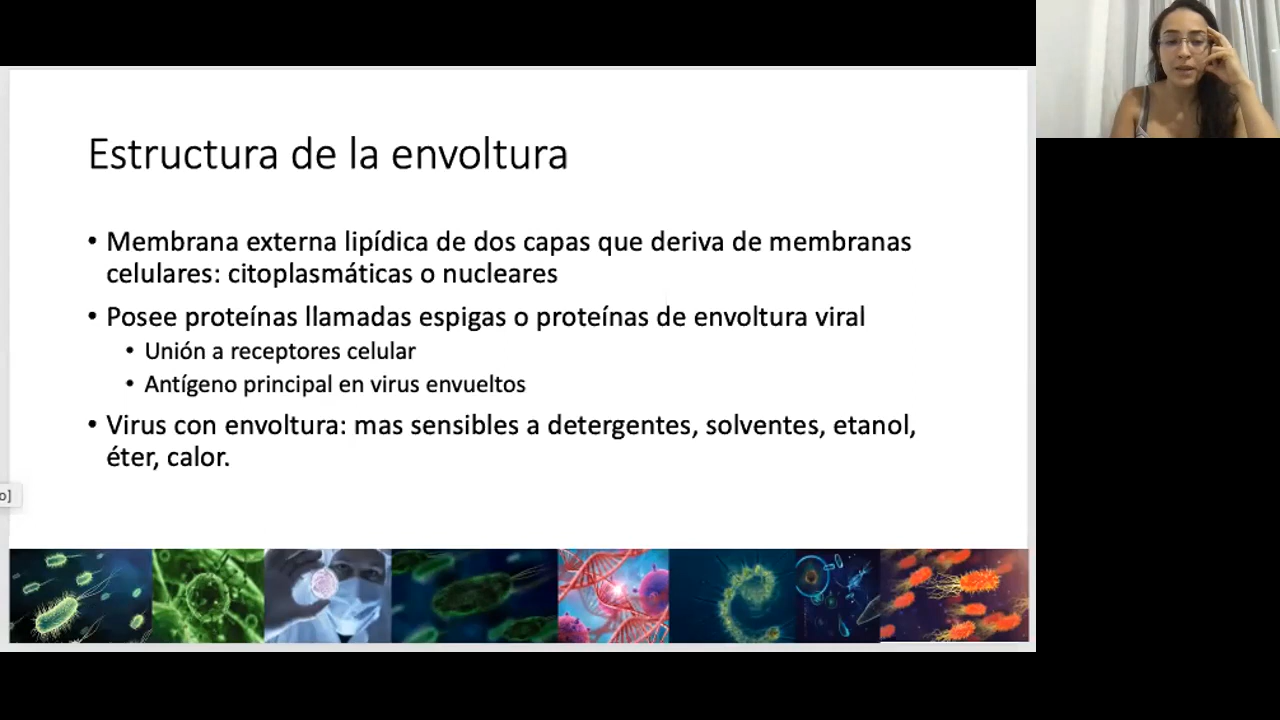 Estructura de la envoltura
• Membrana externa lipídica de dos capas que deriva de membranas
celulares: citoplasmáticas o nucleares
• Posee proteínas llamadas espigas o proteínas de envoltura viral
• Unión a receptores celular
• Antígeno principal en virus envueltos
• Virus con envoltura: mas sensibles a detergentes, solventes, etanol,
éter, calor.
o]